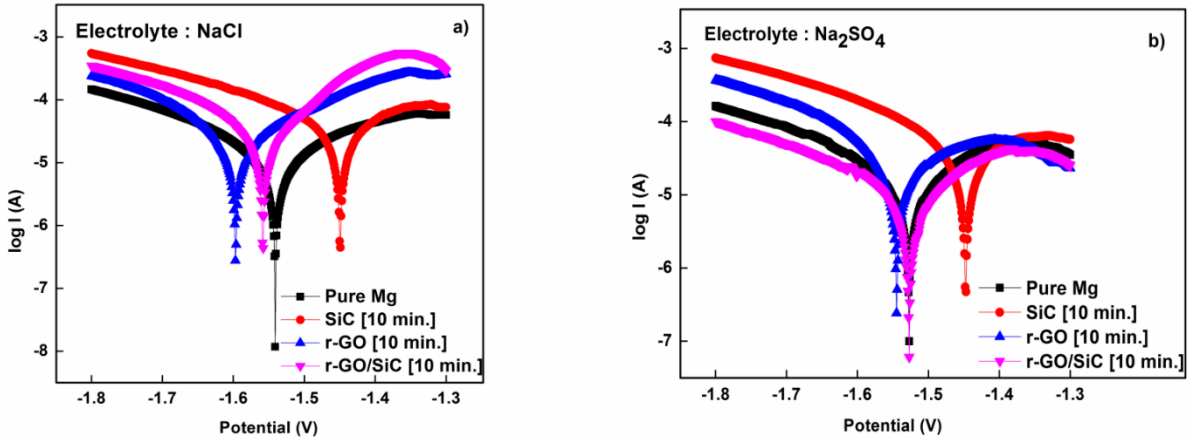 Electrolyte : NaCl
a)
-3
-4
-5
-6
-7
-8
log I (A)
Pure Mg
SiC [10 min.]
r-GO [10 min.]
r-GO/SiC [10 min.]
-1.8
-1.7
-1.6
-1.5
-1.4
-1.3
Potential (V)
Electrolyte : Na₂SO₄
b)
-3
-4
-5
-6
-7
log I (A)
Pure Mg
SiC [10 min.]
r-GO [10 min.]
r-GO/SiC [10 min.]
-1.8
-1.7
-1.6
-1.5
-1.4
-1.3
Potential (V)